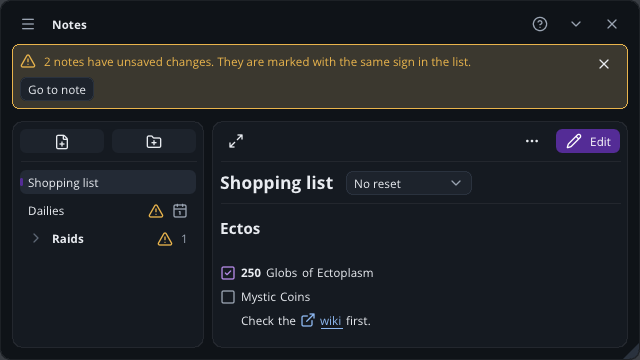 Notes
2 notes have unsaved changes. They are marked with the same sign in the list.
Go to note
Edit
Shopping list
Dailies
Raids 1
Shopping list No reset
Ectos
250 Globs of Ectoplasm
Mystic Coins
Check the wiki first.